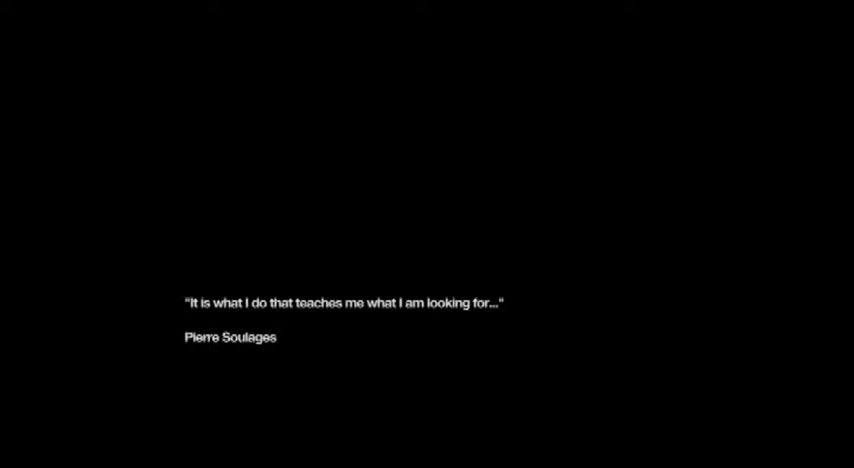 "It is what I do that teaches me what I am looking for..."
Pierre Soulages